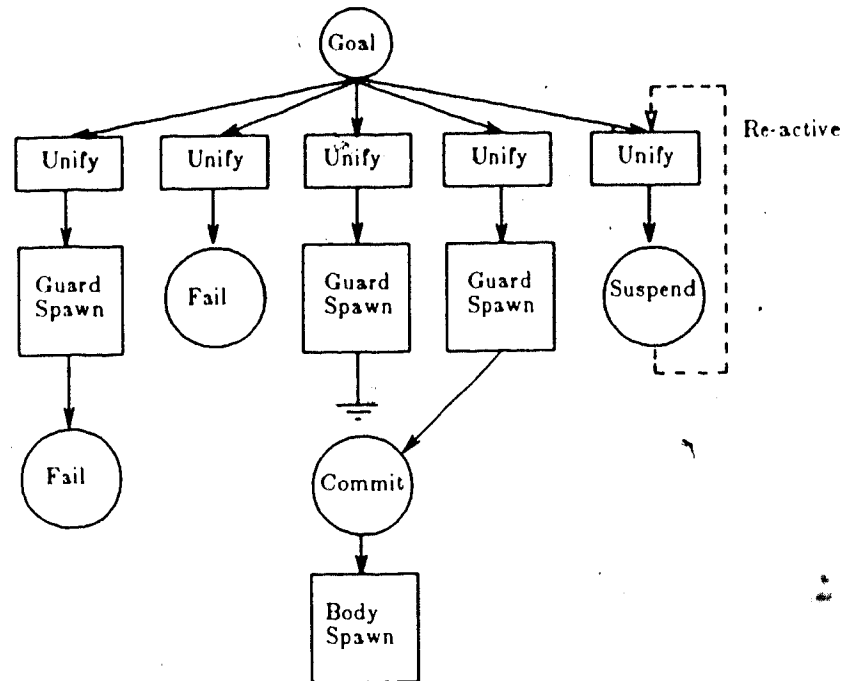 Goal
Re-active
Unify
Unify
Unify
Unify
Unify
Guard
Spawn
Fail
Guard
Spawn
Guard
Spawn
Suspend
Fail
Commit
Body
Spawn